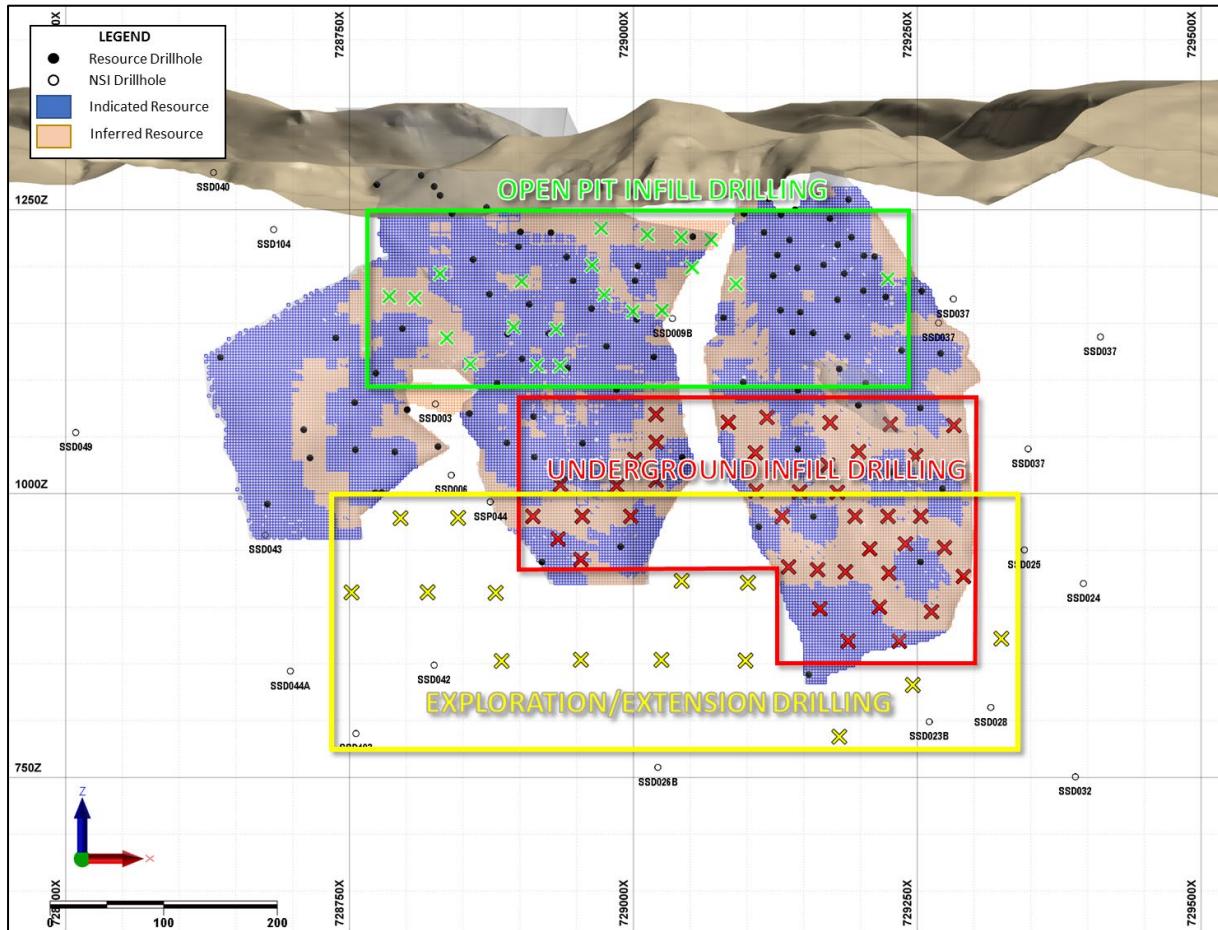 728750X
729000X
729250X
729500X
LEGEND
Resource Drillhole
NSI Drillhole
Indicated Resource
Inferred Resource
SSD040
1250Z
OPEN PIT INFILL DRILLING
SSD104
SSD037
SSD009B
SSD037
SSD037
SSD003
SSD049
SSD037
UNDERGROUND INFILL DRILLING
SSD006
1000Z
SSP044
SSD043
SSD025
SSD024
SSD044A
SSD042
EXPLORATION/EXTENSION DRILLING
SSD028
SSD023B
750Z
SSD026B
SSD032
Z
X
728750X
729000X
729250X
729500X
0
100
200